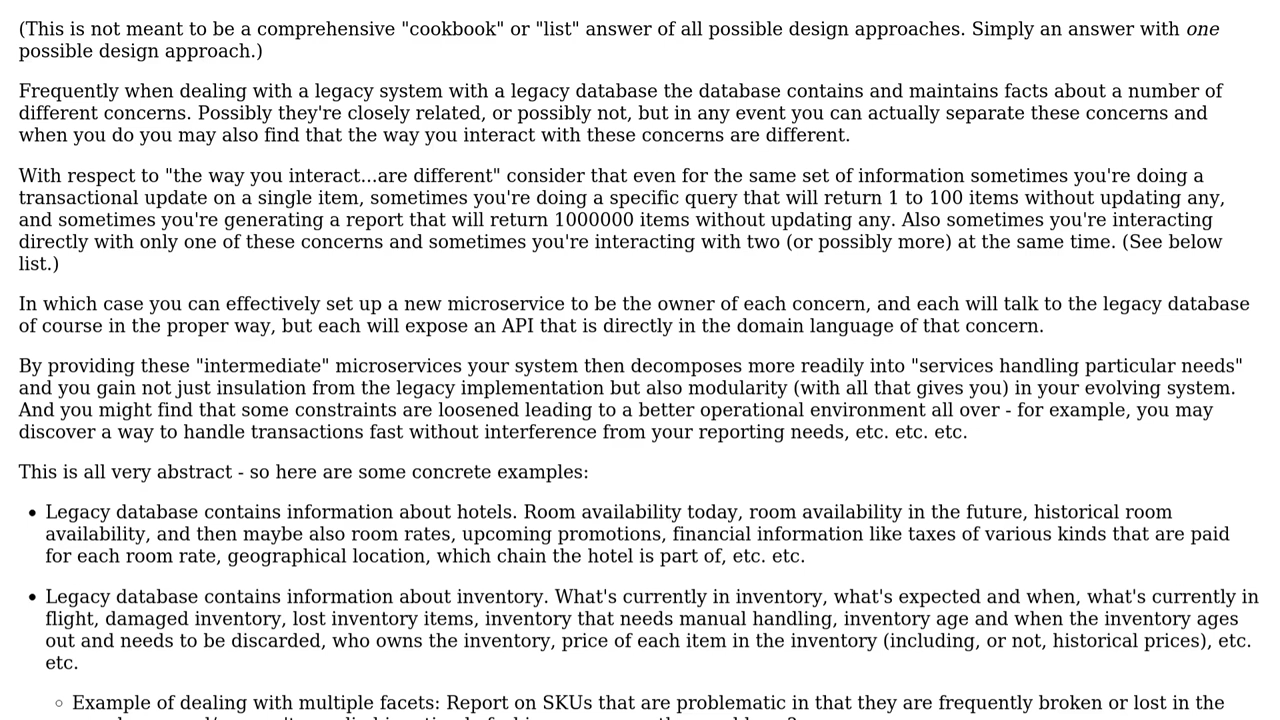 (This is not meant to be a comprehensive "cookbook" or "list" answer of all possible design approaches. Simply an answer with one
possible design approach.)
Frequently when dealing with a legacy system with a legacy database the database contains and maintains facts about a number of
different concerns. Possibly they're closely related, or possibly not, but in any event you can actually separate these concerns and
when you do you may also find that the way you interact with these concerns are different.
With respect to "the way you interact...are different" consider that even for the same set of information sometimes you're doing a
transactional update on a single item, sometimes you're doing a specific query that will return 1 to 100 items without updating any,
and sometimes you're generating a report that will return 1000000 items without updating any. Also sometimes you're interacting
directly with only one of these concerns and sometimes you're interacting with two (or possibly more) at the same time. (See below
list.)
In which case you can effectively set up a new microservice to be the owner of each concern, and each will talk to the legacy database
of course in the proper way, but each will expose an API that is directly in the domain language of that concern.
By providing these "intermediate" microservices your system then decomposes more readily into "services handling particular needs"
and you gain not just insulation from the legacy implementation but also modularity (with all that gives you) in your evolving system.
And you might find that some constraints are loosened leading to a better operational environment all over - for example, you may
discover a way to handle transactions fast without interference from your reporting needs, etc. etc. etc.
This is all very abstract - so here are some concrete examples:
• Legacy database contains information about hotels. Room availability today, room availability in the future, historical room
availability, and then maybe also room rates, upcoming promotions, financial information like taxes of various kinds that are paid
for each room rate, geographical location, which chain the hotel is part of, etc. etc.
• Legacy database contains information about inventory. What's currently in inventory, what's expected and when, what's currently in
flight, damaged inventory, lost inventory items, inventory that needs manual handling, inventory age and when the inventory ages
out and needs to be discarded, who owns the inventory, price of each item in the inventory (including, or not, historical prices), etc.
etc.
◦ Example of dealing with multiple facets: Report on SKUs that are problematic in that they are frequently broken or lost in the